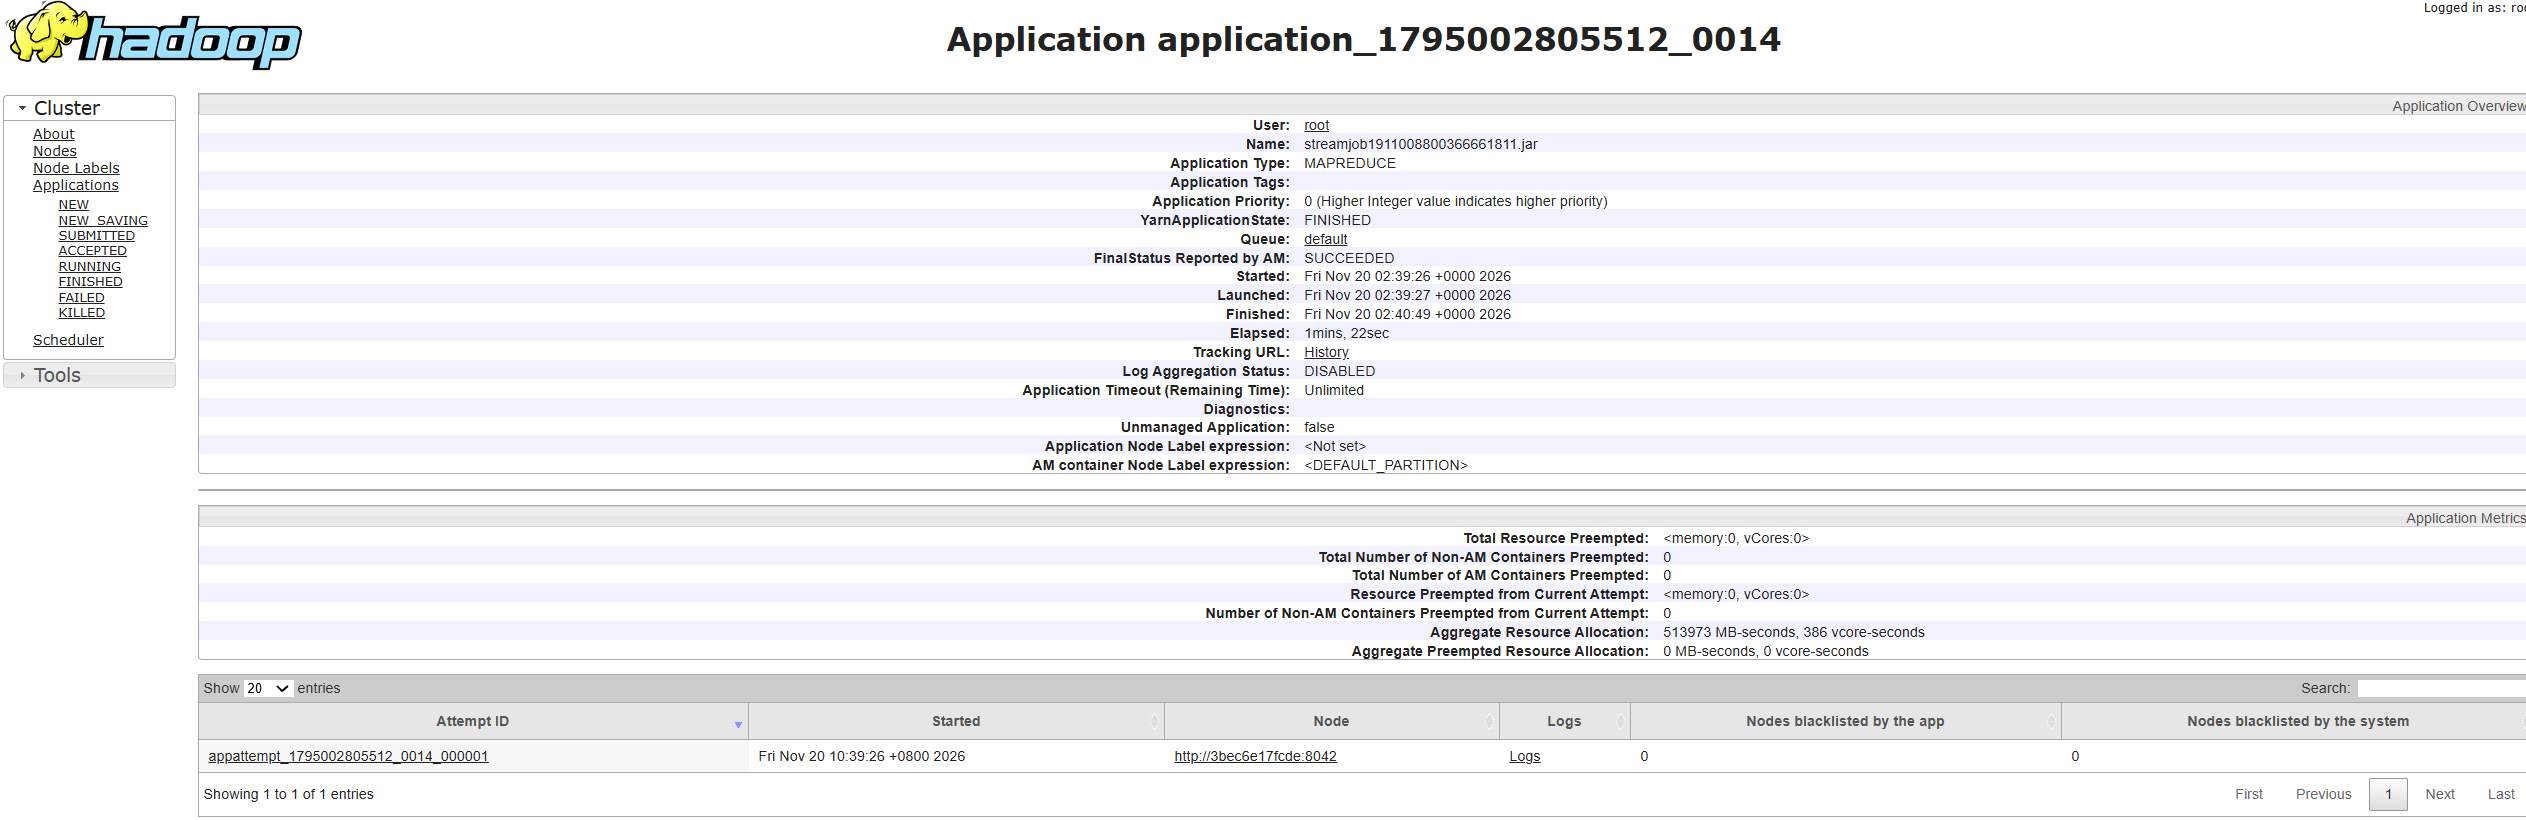 Logged in as: roo
hadoop
Application application_1795002805512_0014
Cluster
About
Nodes
Node Labels
Applications
NEW
NEW_SAVING
SUBMITTED
ACCEPTED
RUNNING
FINISHED
FAILED
KILLED
Scheduler
Tools
Application Overview
User: root
Name: streamjob1911008800366661811.jar
Application Type: MAPREDUCE
Application Tags:
Application Priority: 0 (Higher Integer value indicates higher priority)
YarnApplicationState: FINISHED
Queue: default
FinalStatus Reported by AM: SUCCEEDED
Started: Fri Nov 20 02:39:26 +0000 2026
Launched: Fri Nov 20 02:39:27 +0000 2026
Finished: Fri Nov 20 02:40:49 +0000 2026
Elapsed: 1mins, 22sec
Tracking URL: History
Log Aggregation Status: DISABLED
Application Timeout (Remaining Time): Unlimited
Diagnostics:
Unmanaged Application: false
Application Node Label expression: <Not set>
AM container Node Label expression: <DEFAULT_PARTITION>
Application Metrics
Total Resource Preempted: <memory:0, vCores:0>
Total Number of Non-AM Containers Preempted: 0
Total Number of AM Containers Preempted: 0
Resource Preempted from Current Attempt: <memory:0, vCores:0>
Number of Non-AM Containers Preempted from Current Attempt: 0
Aggregate Resource Allocation: 513973 MB-seconds, 386 vcore-seconds
Aggregate Preempted Resource Allocation: 0 MB-seconds, 0 vcore-seconds
Show 20 entries Search:
Attempt ID Started Node Logs Nodes blacklisted by the app Nodes blacklisted by the system
appattempt_1795002805512_0014_000001 Fri Nov 20 10:39:26 +0800 2026 http://3bec6e17fcde:8042 Logs 0 0
Showing 1 to 1 of 1 entries First Previous 1 Next Last